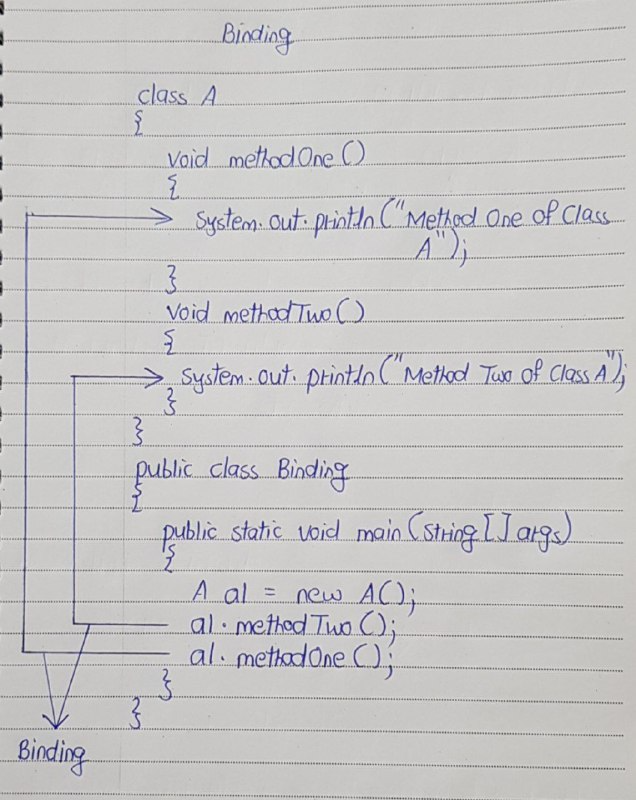 Binding
class A
{
void methodOne()
{
System.out.println("Method One of Class
A");
}
void methodTwo()
{
System.out.println("Method Two of Class A");
}
}
public class Binding
{
public static void main(String[] args)
{
A a1 = new A();
a1.methodTwo();
a1.methodOne();
}
}
Binding